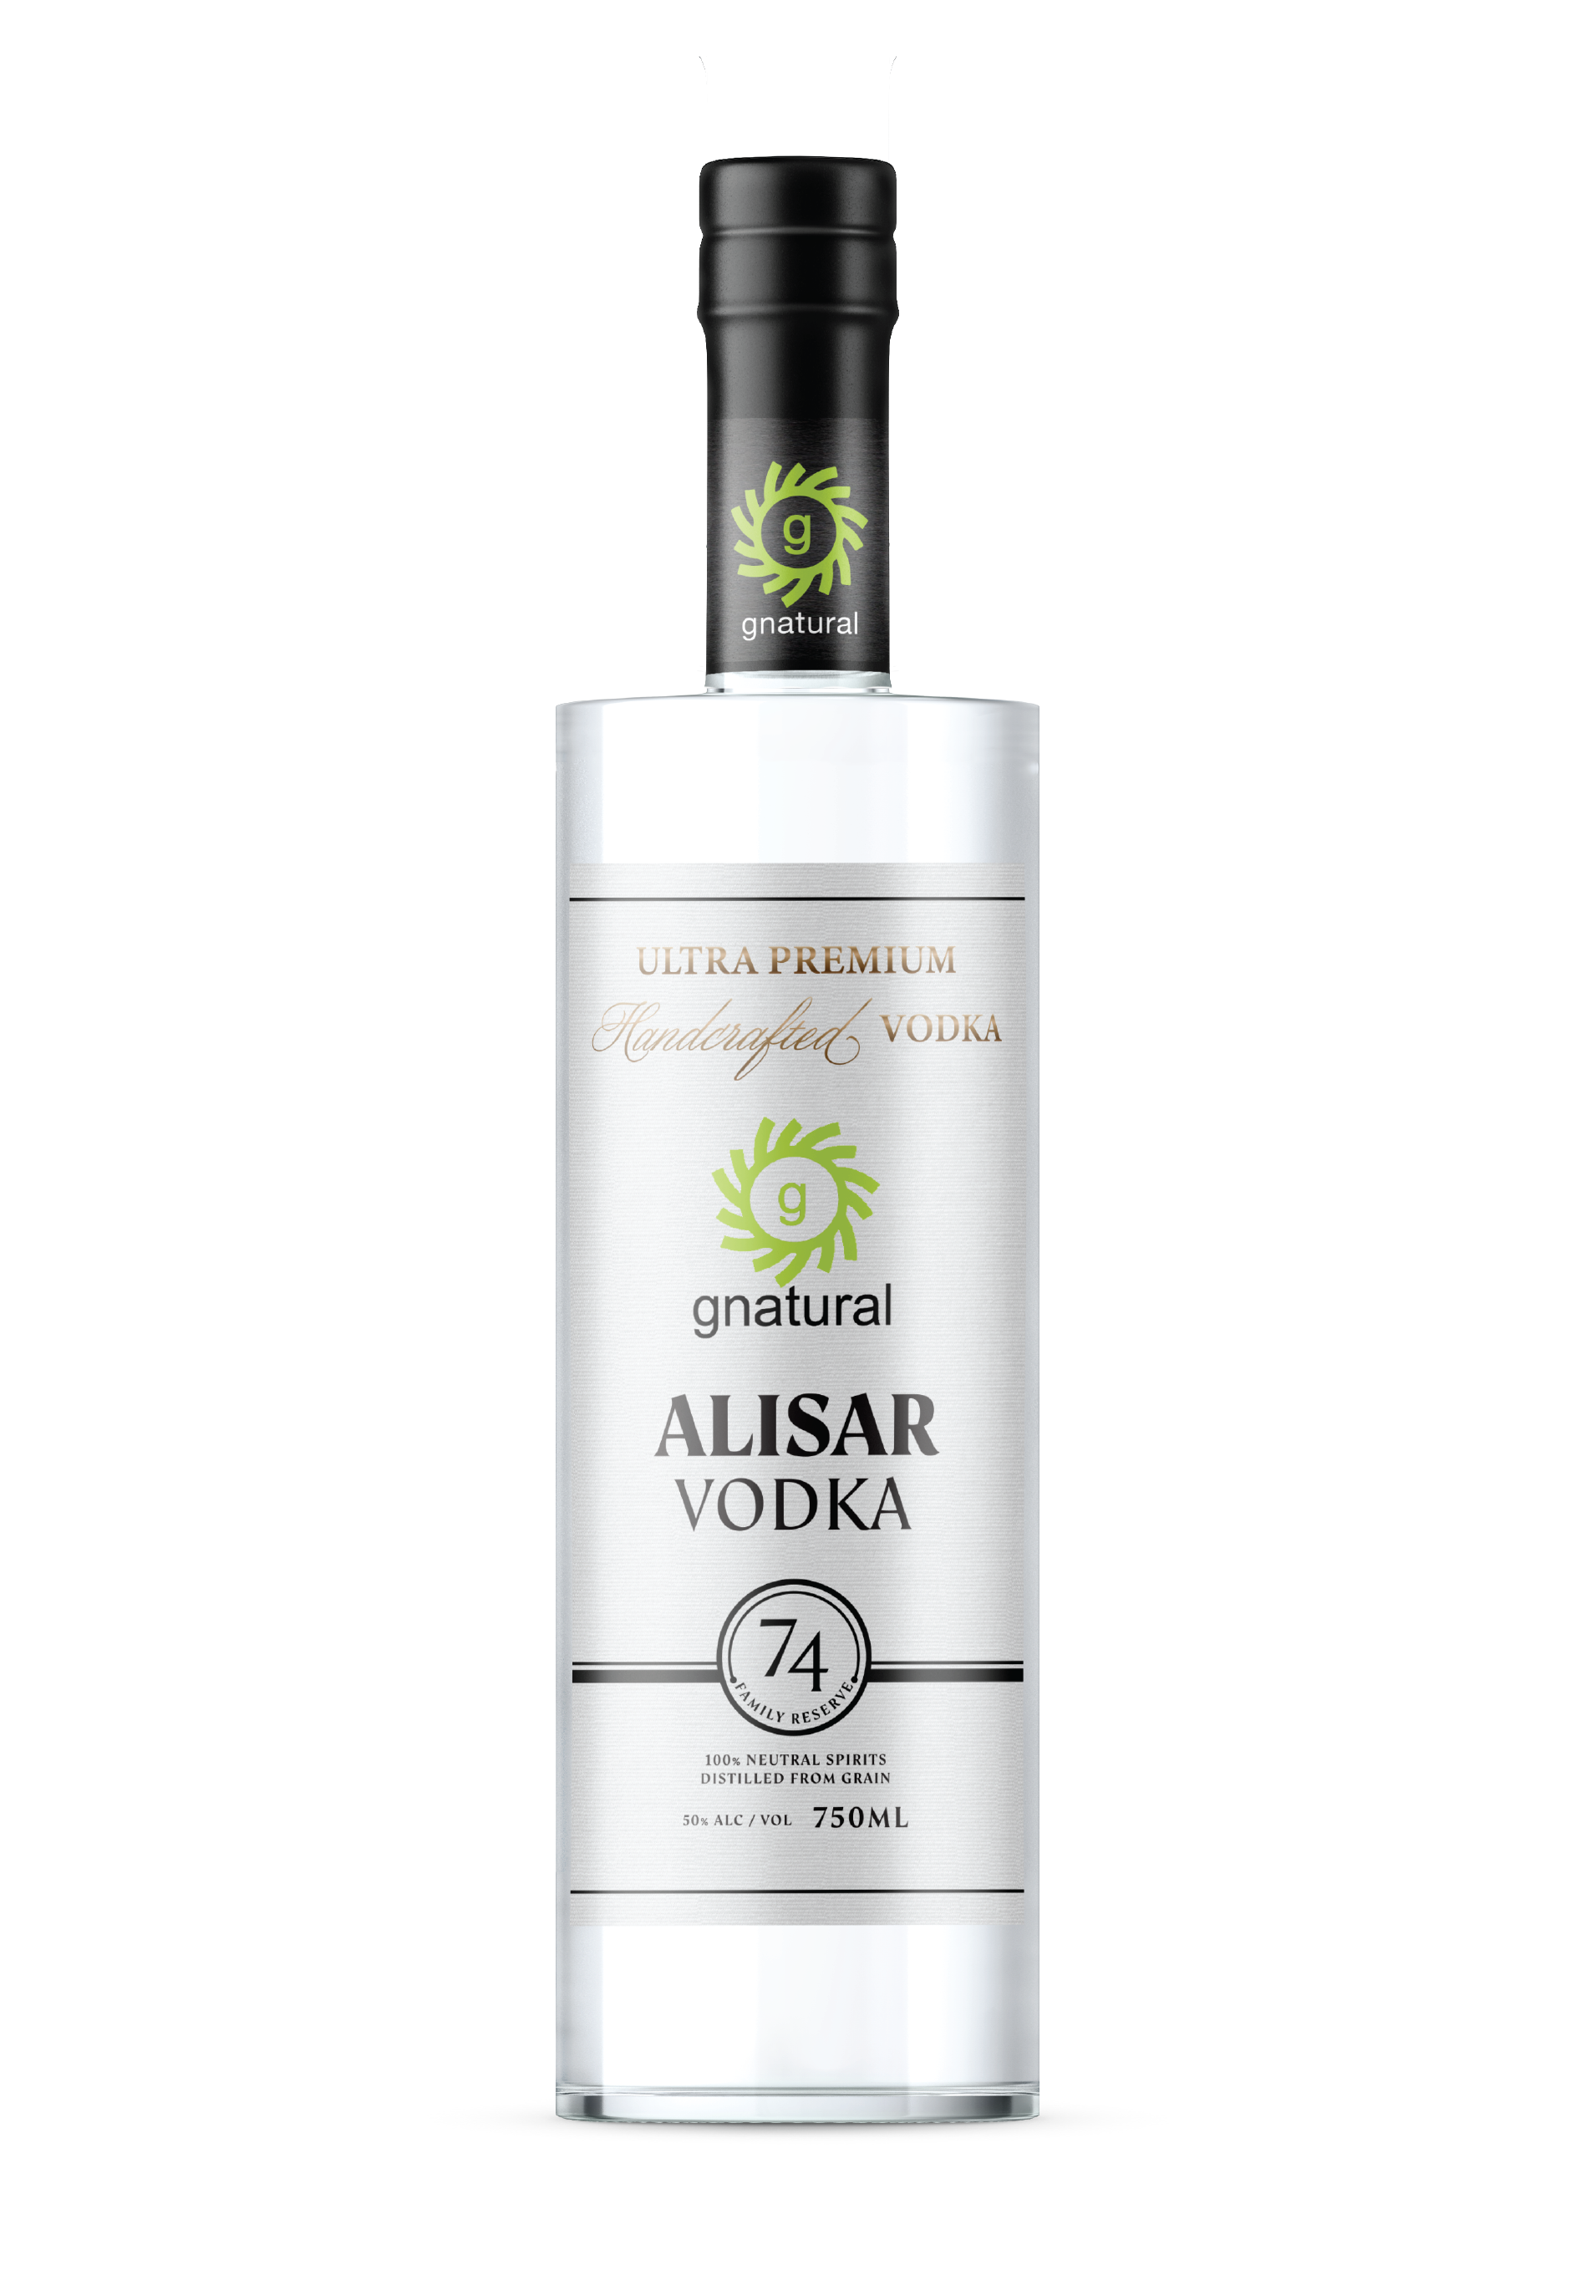 g
gnatural
ULTRA PREMIUM
Handcrafted VODKA
g
gnatural
ALISAR
VODKA
74
FAMILY RESERVE
100% NEUTRAL SPIRITS
DISTILLED FROM GRAIN
50% ALC / VOL 750ML